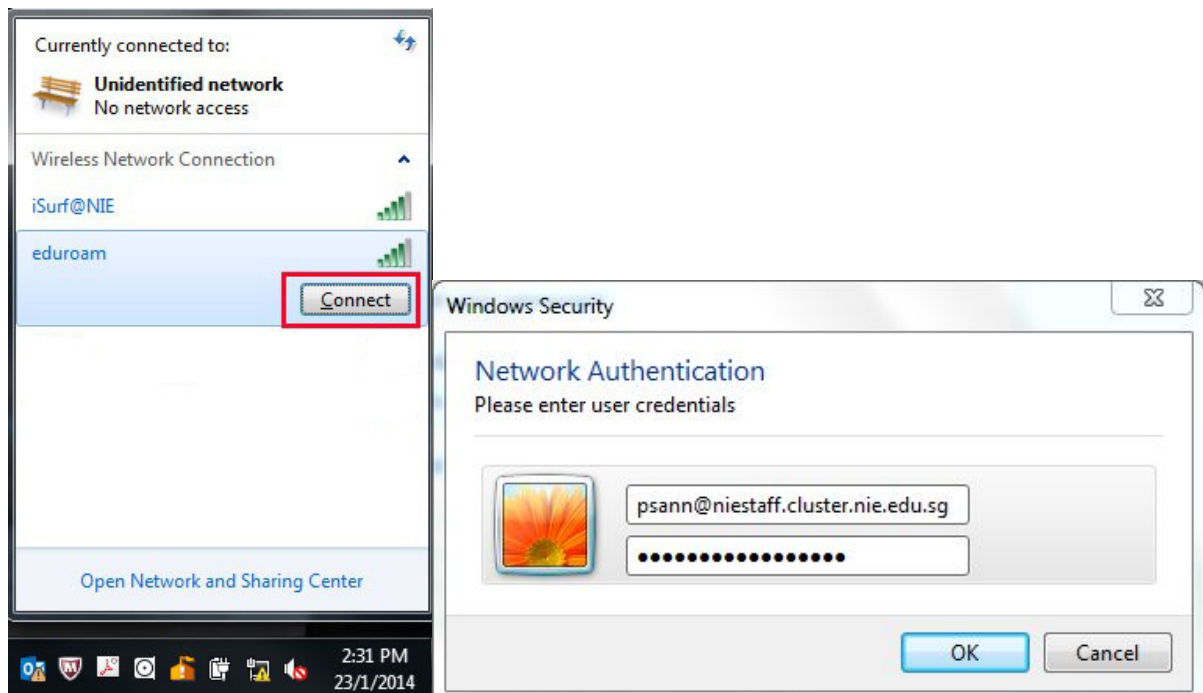 Currently connected to:
Unidentified network
No network access
Wireless Network Connection
iSurf@NIE
eduroam
Connect
Open Network and Sharing Center
2:31 PM
23/1/2014
Windows Security
Network Authentication
Please enter user credentials
psann@niestaff.cluster.nie.edu.sg
•••••••••••••••••
OK
Cancel